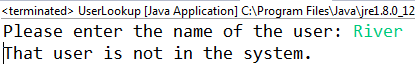 <terminated> UserLookup [Java Application] C:\Program Files\Java\jre1.8.0_12
Please enter the name of the user: River
That user is not in the system.